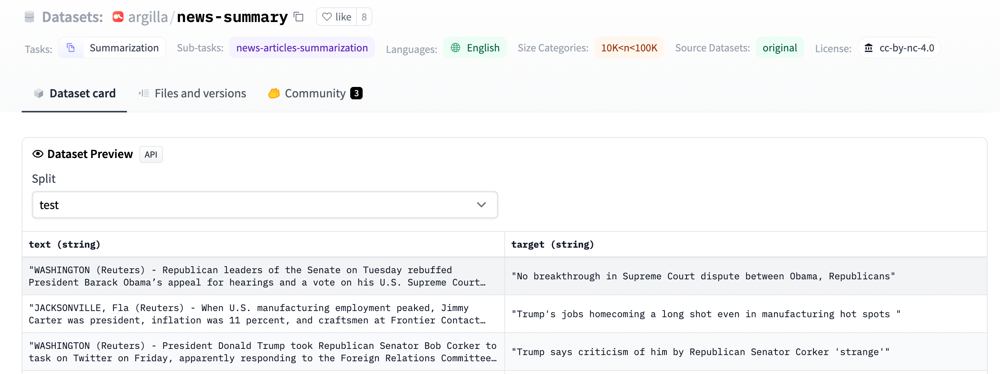 Datasets: argilla/news-summary like 8
Tasks: Summarization Sub-tasks: news-articles-summarization Languages: English Size Categories: 10K<n<100K Source Datasets: original License: cc-by-nc-4.0
Dataset card Files and versions Community 3
Dataset Preview API
Split
test
text (string) target (string)
"WASHINGTON (Reuters) - Republican leaders of the Senate on Tuesday rebuffed
President Barack Obama’s appeal for hearings and a vote on his U.S. Supreme Court…
"No breakthrough in Supreme Court dispute between Obama, Republicans"
"JACKSONVILLE, Fla (Reuters) - When U.S. manufacturing employment peaked, Jimmy
Carter was president, inflation was 11 percent, and craftsmen at Frontier Contact…
"Trump's jobs homecoming a long shot even in manufacturing hot spots "
"WASHINGTON (Reuters) - President Donald Trump took Republican Senator Bob Corker to
task on Twitter on Friday, apparently responding to the Foreign Relations Committee…
"Trump says criticism of him by Republican Senator Corker 'strange'"